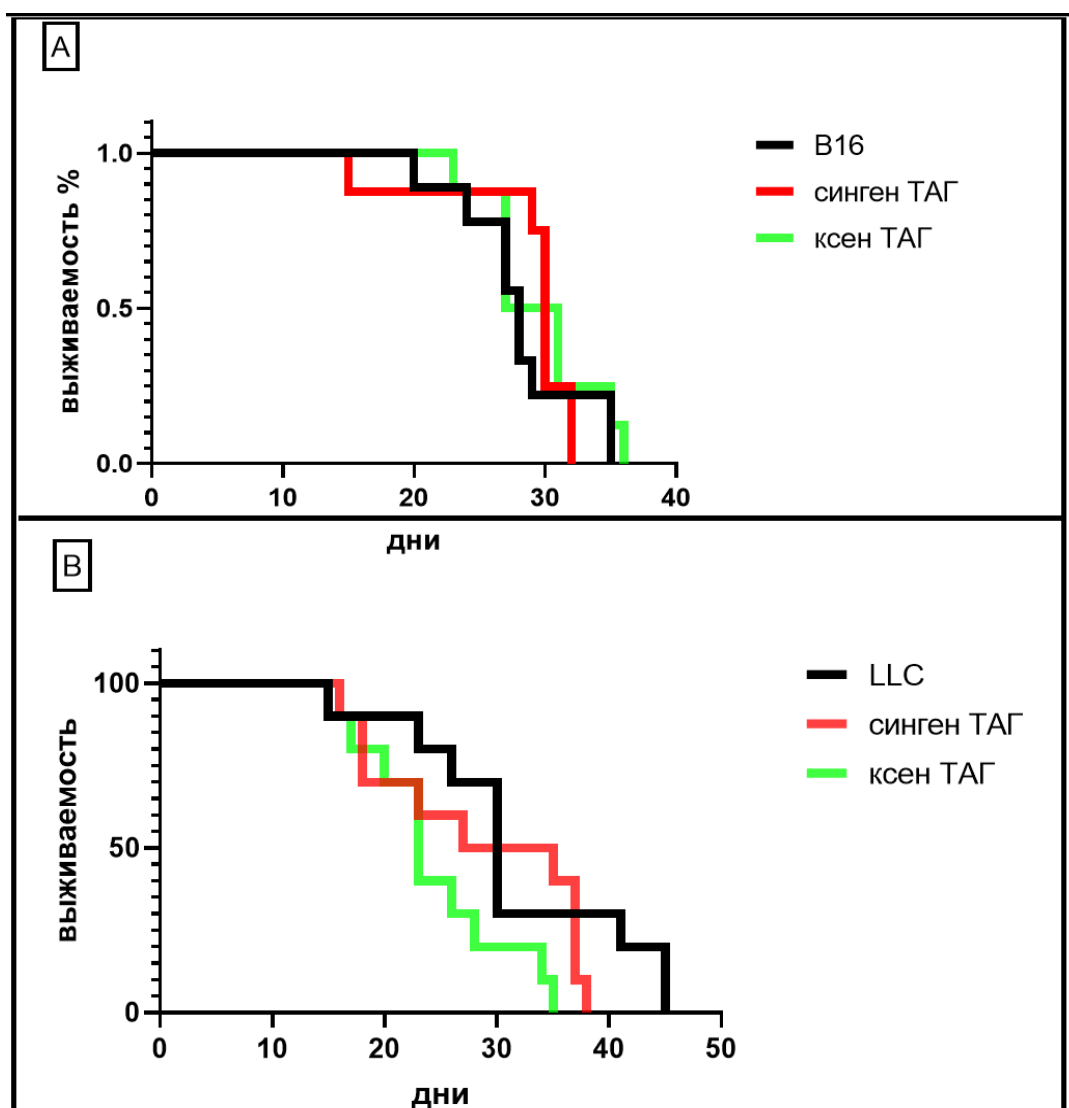 A
выживаемость %
1.0
0.5
0.0
0 10 20 30 40
дни
B16
синген ТАГ
ксен ТАГ
B
выживаемость
100
50
0
0 10 20 30 40 50
дни
LLC
синген ТАГ
ксен ТАГ